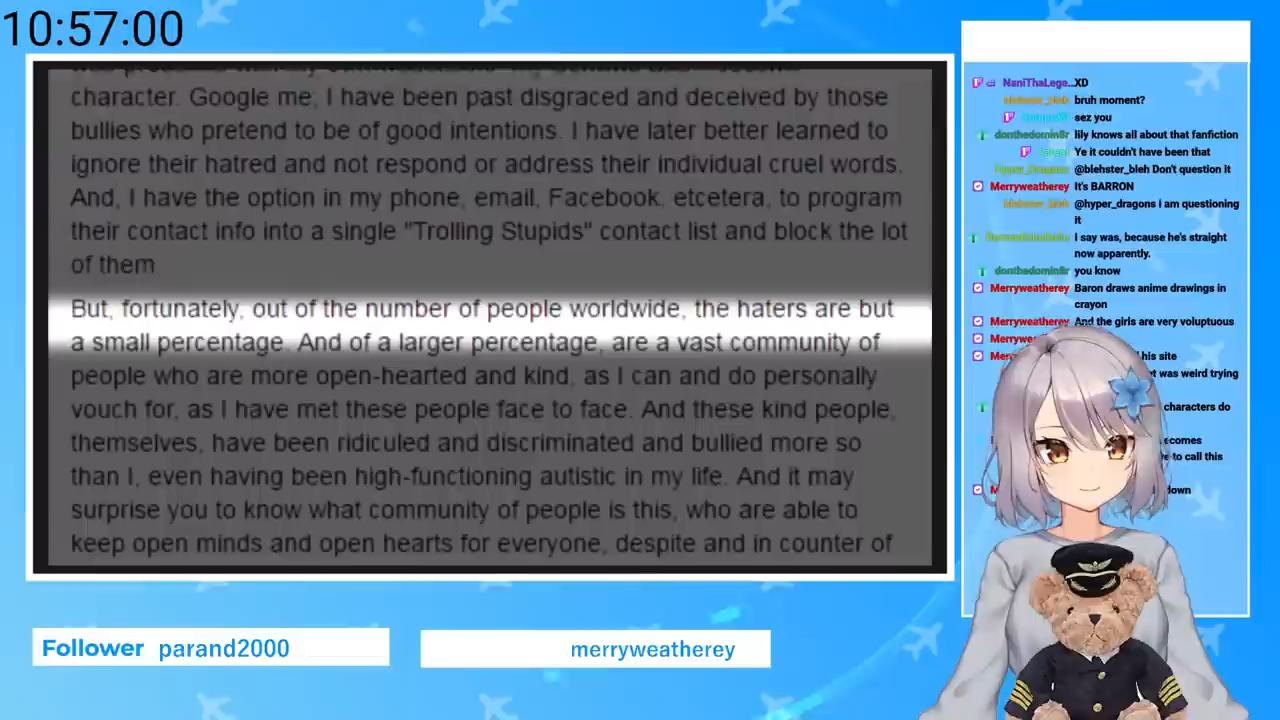 10:57:00
character. Google me; I have been past disgraced and deceived by those
bullies who pretend to be of good intentions. I have later better learned to
ignore their hatred and not respond or address their individual cruel words.
And, I have the option in my phone, email, Facebook, etcetera, to program
their contact info into a single "Trolling Stupids" contact list and block the lot
of them
But, fortunately, out of the number of people worldwide, the haters are but
a small percentage. And of a larger percentage, are a vast community of
people who are more open-hearted and kind, as I can and do personally
vouch for, as I have met these people face to face. And these kind people,
themselves, have been ridiculed and discriminated and bullied more so
than I, even having been high-functioning autistic in my life. And it may
surprise you to know what community of people is this, who are able to
keep open minds and open hearts for everyone, despite and in counter of
Follower parand2000
merryweatherey
NaniThaLege... XD
bruh moment?
sez you
donthedomin8r lily knows all about that fanfiction
Ye it couldn't have been that
@blehster_bleh Don't question it
Merryweatherey It's BARRON
@hyper_dragons i am questioning
it
I say was, because he's straight
now apparently.
donthedomin8r you know
Merryweatherey Baron draws anime drawings in
crayon
Merryweatherey And the girls are very voluptuous
his site
was weird trying
characters do
to call this